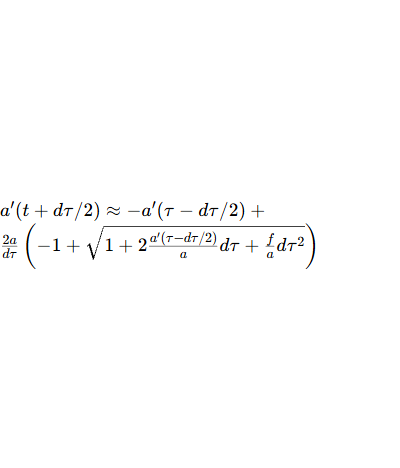 a′(t + dτ/2) ≈ −a′(τ − dτ/2) +
2a/dτ (−1 + √(1 + 2 a′(τ−dτ/2)/a dτ + f/a dτ²))